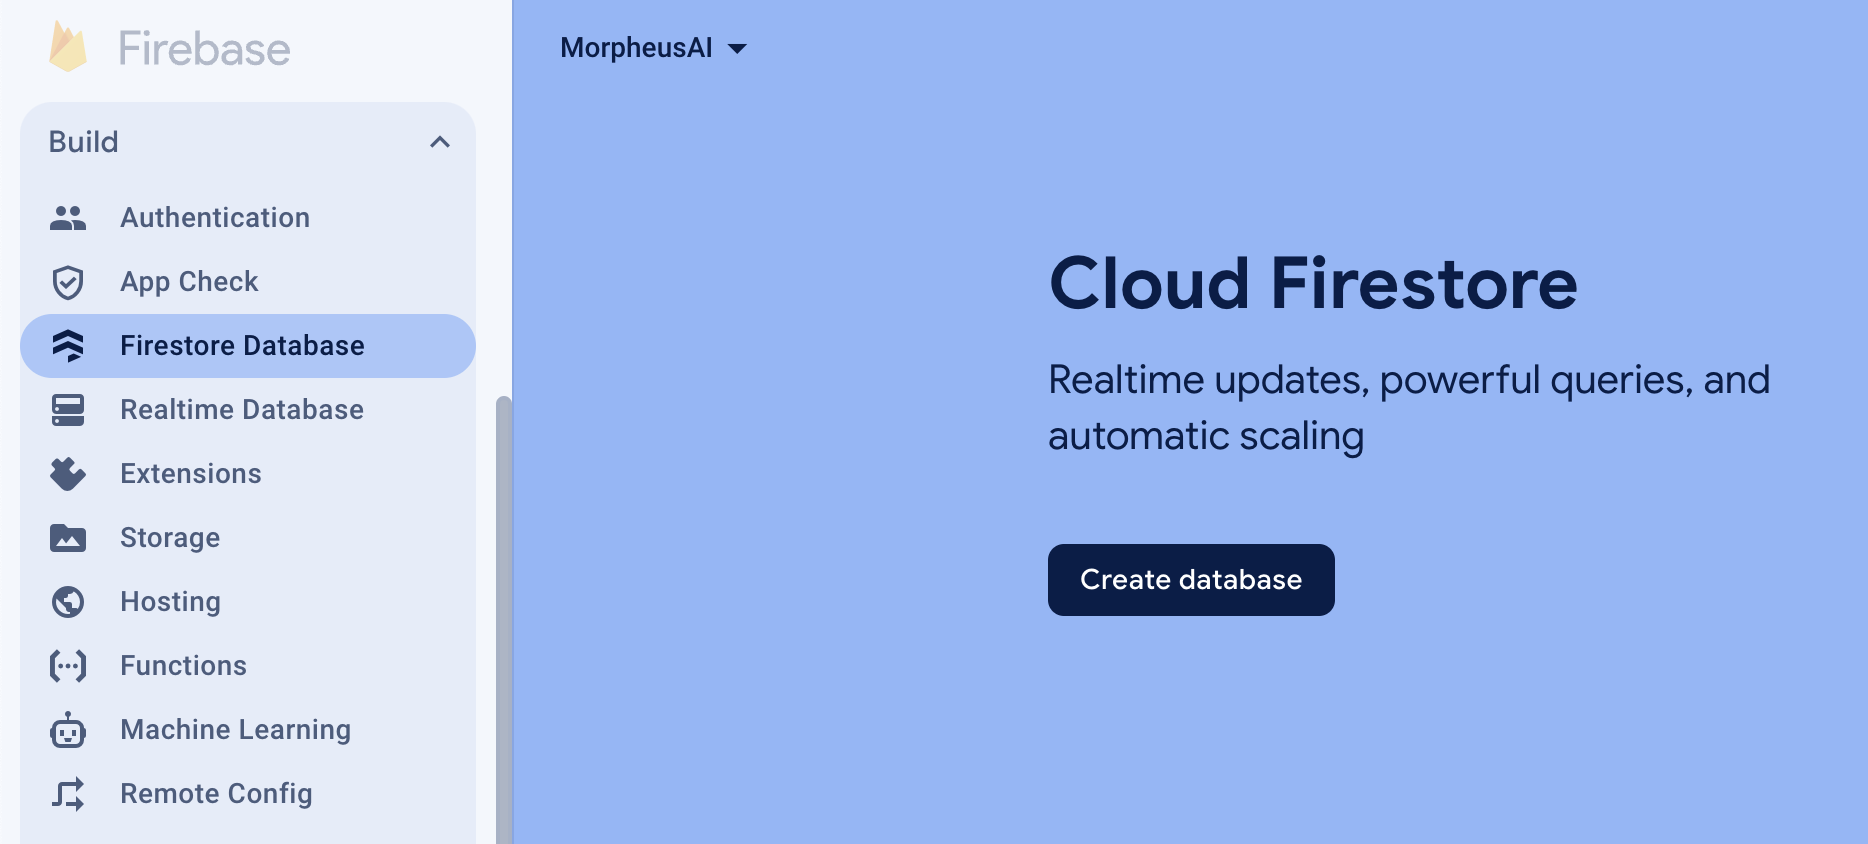 Firebase
Build
Authentication
App Check
Firestore Database
Realtime Database
Extensions
Storage
Hosting
Functions
Machine Learning
Remote Config
MorpheusAI
Cloud Firestore
Realtime updates, powerful queries, and
automatic scaling
Create database